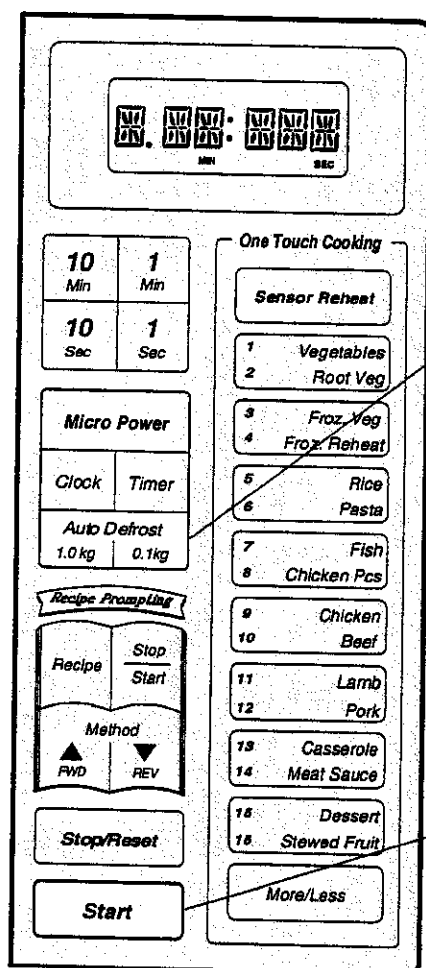 MIN SEC
10 Min 1 Min
10 Sec 1 Sec
Micro Power
Clock Timer
Auto Defrost
1.0 kg 0.1kg
Recipe Prompting
Recipe Stop
Start
Method
FWD REV
Stop/Reset
Start
One Touch Cooking
Sensor Reheat
1 Vegetables
2 Root Veg
3 Froz. Veg
4 Froz. Reheat
5 Rice
6 Pasta
7 Fish
8 Chicken Pcs
9 Chicken
10 Beef
11 Lamb
12 Pork
13 Casserole
14 Meat Sauce
15 Dessert
16 Stewed Fruit
More/Less